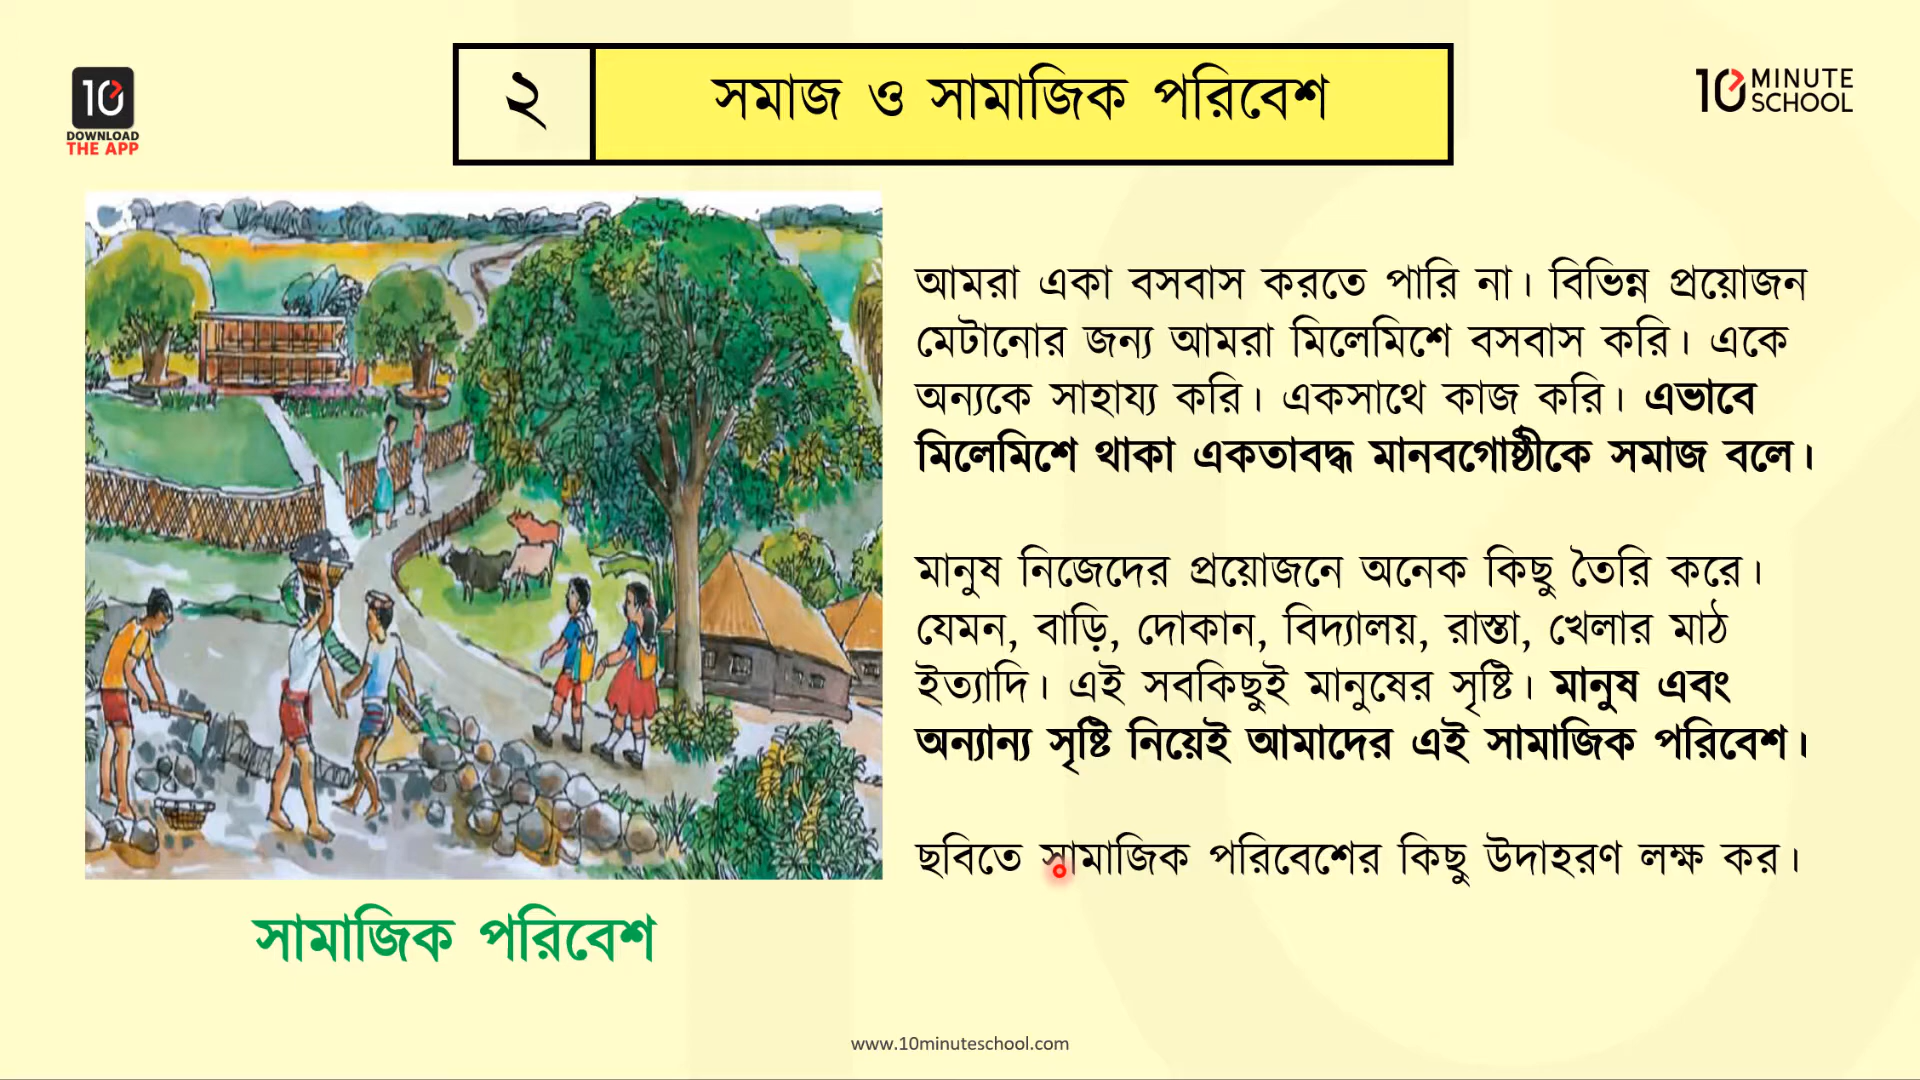 ২ সমাজ ও সামাজিক পরিবেশ
10
DOWNLOAD
THE APP
10 MINUTE
SCHOOL
আমরা একা বসবাস করতে পারি না। বিভিন্ন প্রয়োজন
মেটানোর জন্য আমরা মিলেমিশে বসবাস করি। একে
অন্যকে সাহায্য করি। একসাথে কাজ করি। এভাবে
মিলেমিশে থাকা একতাবদ্ধ মানবগোষ্ঠীকে সমাজ বলে।
মানুষ নিজেদের প্রয়োজনে অনেক কিছু তৈরি করে।
যেমন, বাড়ি, দোকান, বিদ্যালয়, রাস্তা, খেলার মাঠ
ইত্যাদি। এই সবকিছুই মানুষের সৃষ্টি। মানুষ এবং
অন্যান্য সৃষ্টি নিয়েই আমাদের এই সামাজিক পরিবেশ।
ছবিতে সামাজিক পরিবেশের কিছু উদাহরণ লক্ষ কর।
সামাজিক পরিবেশ
www.10minuteschool.com